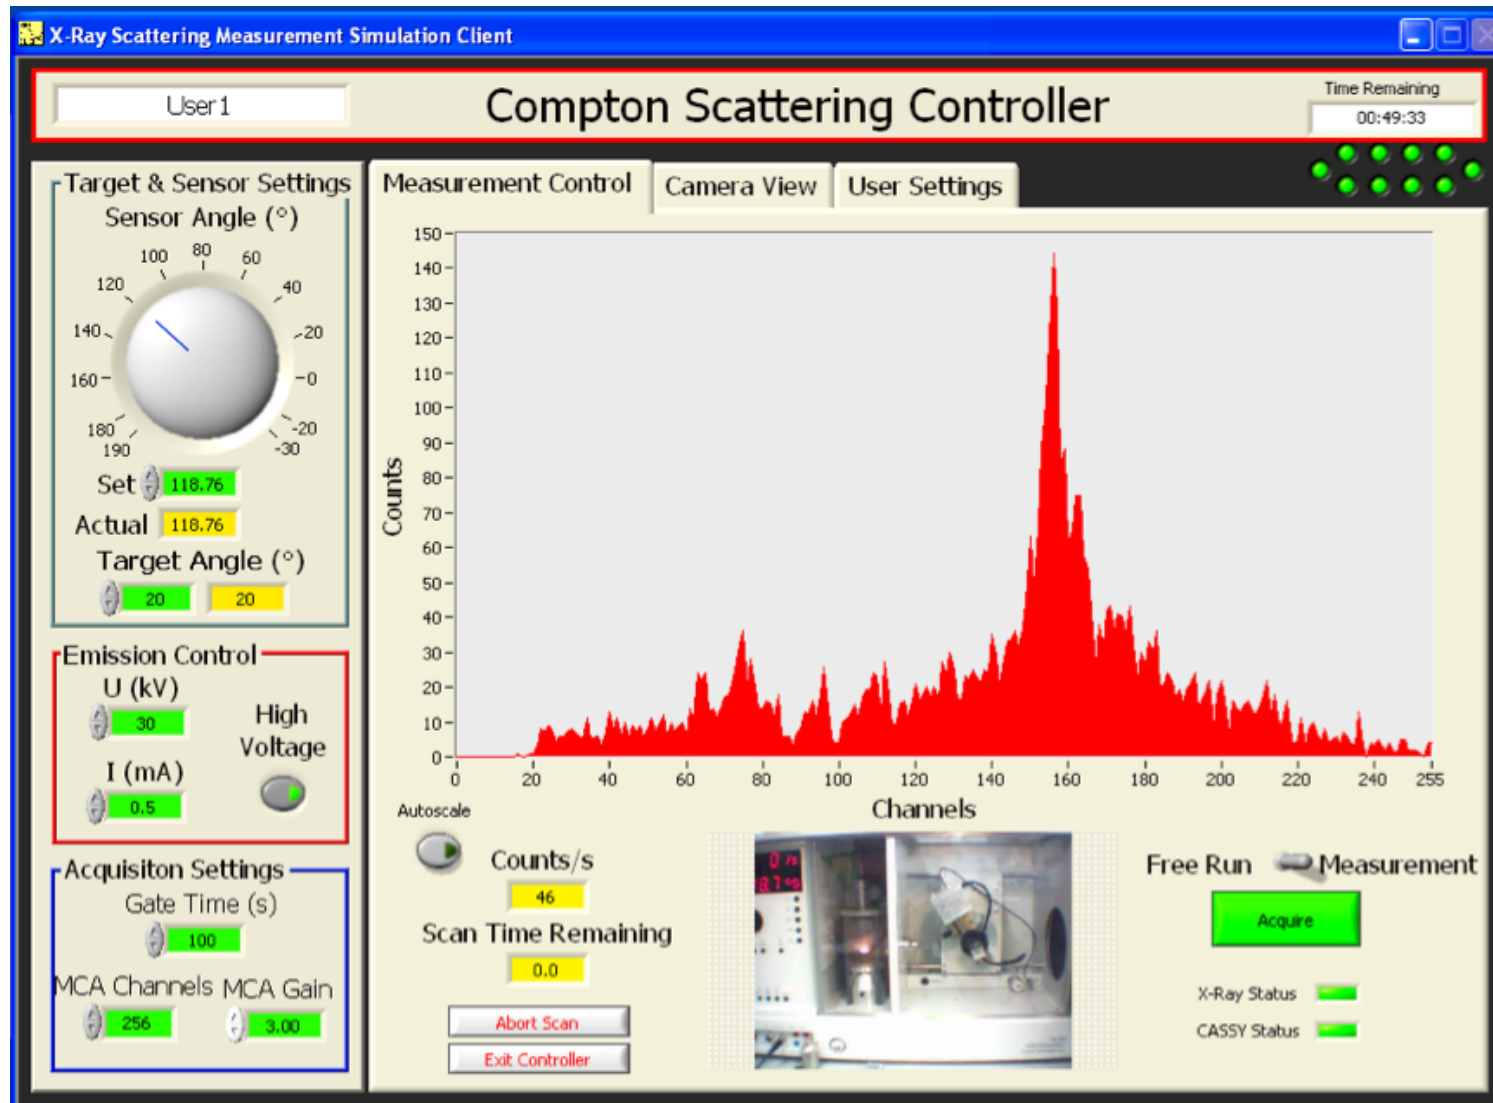 X-Ray Scattering Measurement Simulation Client
User1
Compton Scattering Controller
Time Remaining
00:49:33
Target & Sensor Settings
Sensor Angle (°)
80
100
60
120
40
140
20
160
0
180
-20
190
-30
Set 118.76
Actual 118.76
Target Angle (°)
20 20
Emission Control
U (kV)
30
High
Voltage
I (mA)
0.5
Acquisiton Settings
Gate Time (s)
100
MCA Channels MCA Gain
256 3.00
Measurement Control Camera View User Settings
150
140
130
120
110
100
90
80
70
60
50
40
30
20
10
0
Counts
0 20 40 60 80 100 120 140 160 180 200 220 240 255
Channels
Autoscale
Counts/s
46
Scan Time Remaining
0.0
Abort Scan
Exit Controller
Free Run Measurement
Acquire
X-Ray Status
CASSY Status